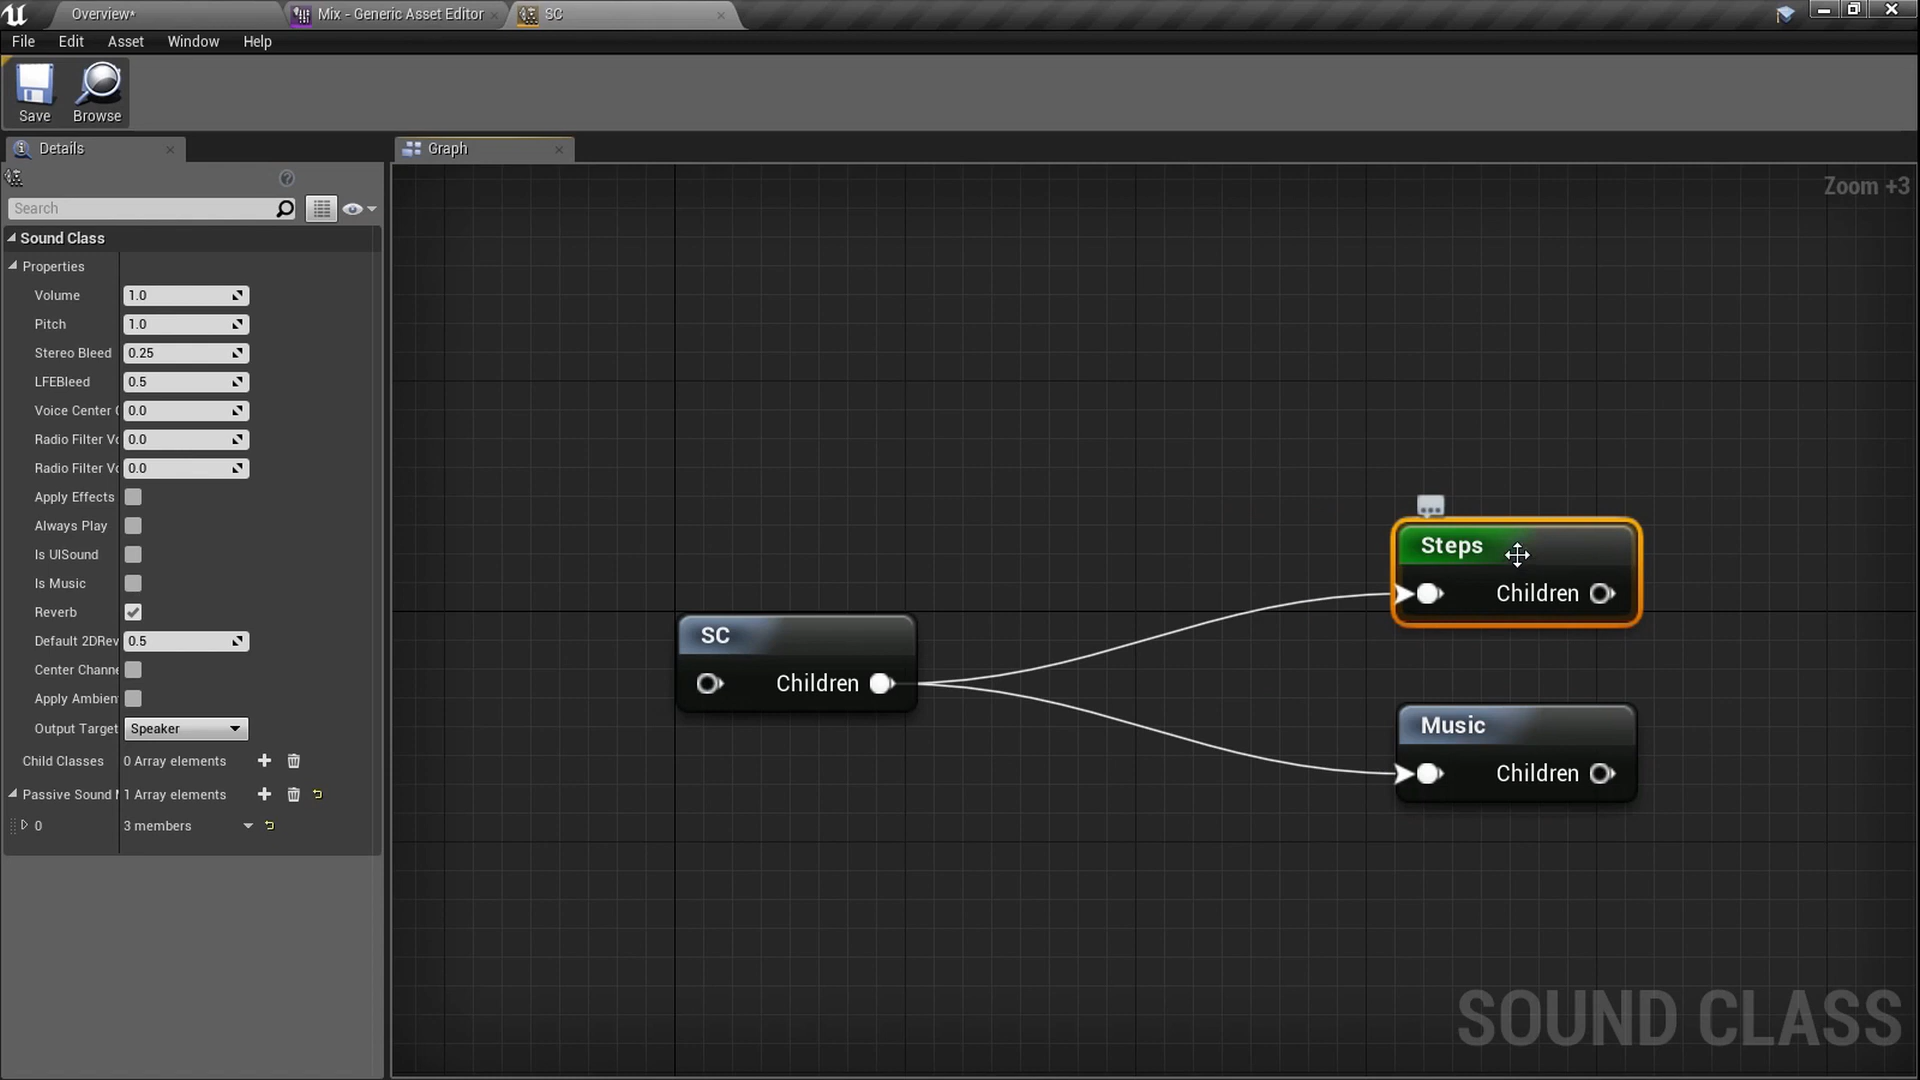 Overview*
Mix - Generic Asset Editor
SC
File Edit Asset Window Help
Save Browse
Details
Graph
Zoom +3
Search
Sound Class
Properties
Volume 1.0
Pitch 1.0
Stereo Bleed 0.25
LFEBleed 0.5
Voice Center 0.0
Radio Filter Vo 0.0
Radio Filter Vo 0.0
Apply Effects
Always Play
Is UISound
Is Music
Reverb
Default 2DRev 0.5
Center Channe
Apply Ambien
Output Target Speaker
Child Classes 0 Array elements
Passive Sound 1 Array elements
0 3 members
Steps
Children
SC
Children
Music
Children
SOUND CLASS